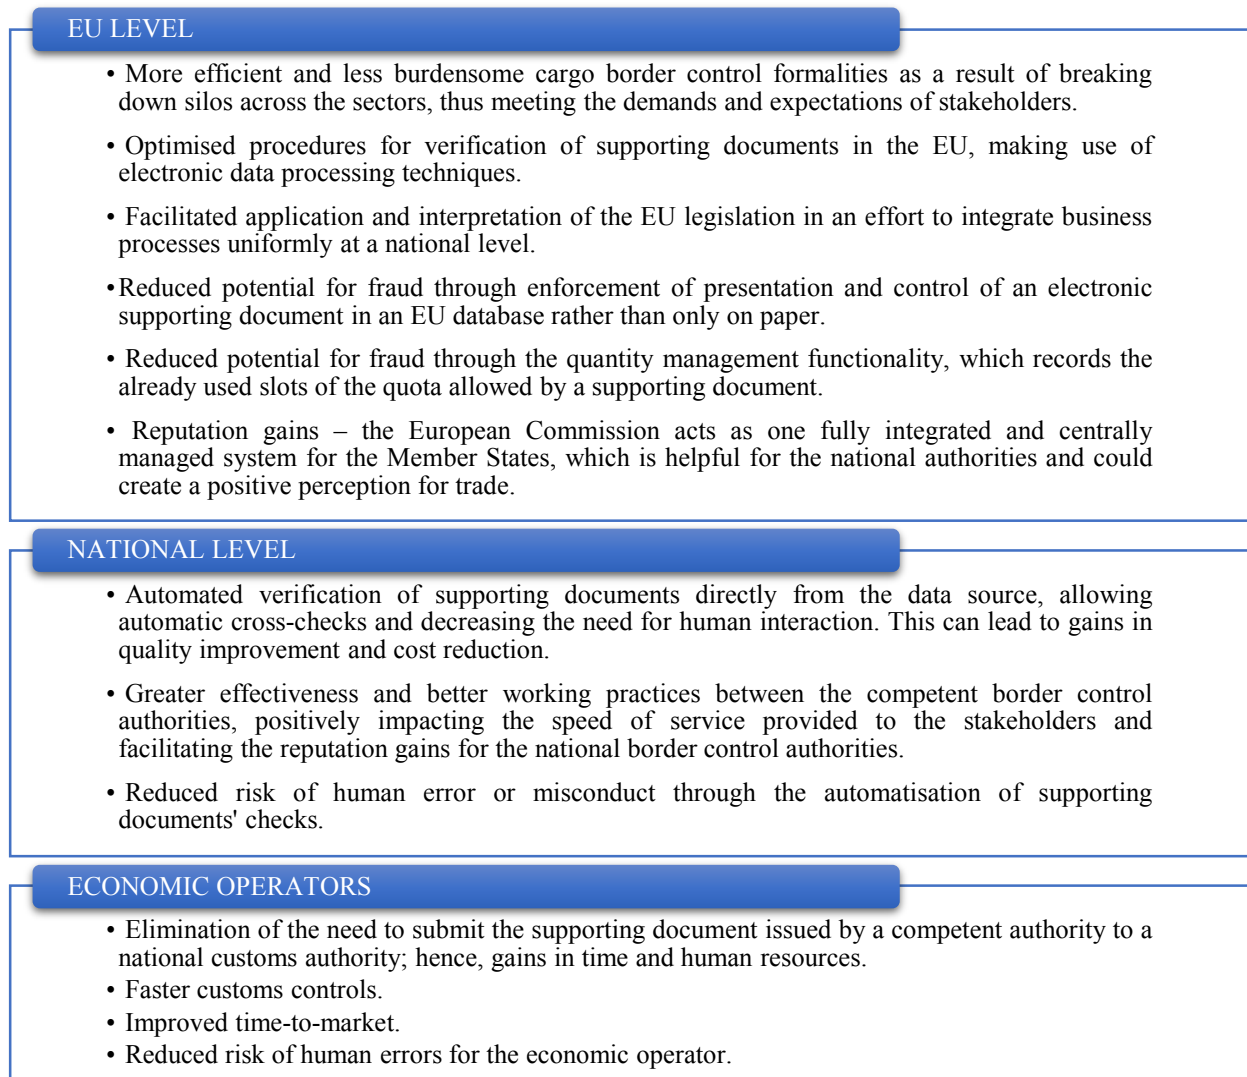 EU LEVEL
• More efficient and less burdensome cargo border control formalities as a result of breaking
down silos across the sectors, thus meeting the demands and expectations of stakeholders.
• Optimised procedures for verification of supporting documents in the EU, making use of
electronic data processing techniques.
• Facilitated application and interpretation of the EU legislation in an effort to integrate business
processes uniformly at a national level.
•Reduced potential for fraud through enforcement of presentation and control of an electronic
supporting document in an EU database rather than only on paper.
• Reduced potential for fraud through the quantity management functionality, which records the
already used slots of the quota allowed by a supporting document.
• Reputation gains – the European Commission acts as one fully integrated and centrally
managed system for the Member States, which is helpful for the national authorities and could
create a positive perception for trade.
NATIONAL LEVEL
• Automated verification of supporting documents directly from the data source, allowing
automatic cross-checks and decreasing the need for human interaction. This can lead to gains in
quality improvement and cost reduction.
• Greater effectiveness and better working practices between the competent border control
authorities, positively impacting the speed of service provided to the stakeholders and
facilitating the reputation gains for the national border control authorities.
• Reduced risk of human error or misconduct through the automatisation of supporting
documents' checks.
ECONOMIC OPERATORS
• Elimination of the need to submit the supporting document issued by a competent authority to a
national customs authority; hence, gains in time and human resources.
• Faster customs controls.
• Improved time-to-market.
• Reduced risk of human errors for the economic operator.